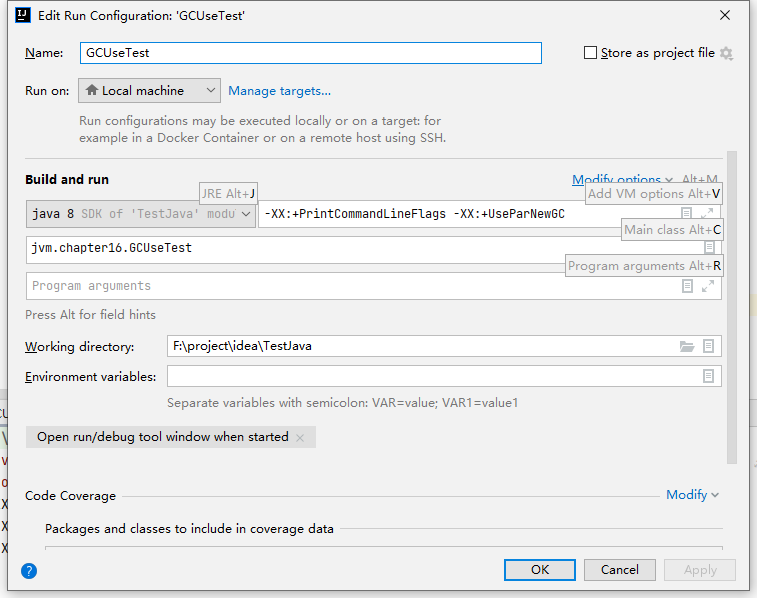 Edit Run Configuration: 'GCUseTest'
Name: GCUseTest Store as project file
Run on: Local machine Manage targets...
Run configurations may be executed locally or on a target: for
example in a Docker Container or on a remote host using SSH.
Build and run Modify options Alt+M
JRE Alt+J Add VM options Alt+V
java 8 SDK of 'TestJava' modu -XX:+PrintCommandLineFlags -XX:+UseParNewGC
Main class Alt+C
jvm.chapter16.GCUseTest
Program arguments Alt+R
Program arguments
Press Alt for field hints
Working directory: F:\project\idea\TestJava
Environment variables:
Separate variables with semicolon: VAR=value; VAR1=value1
Open run/debug tool window when started
Code Coverage Modify
Packages and classes to include in coverage data
? OK Cancel Apply